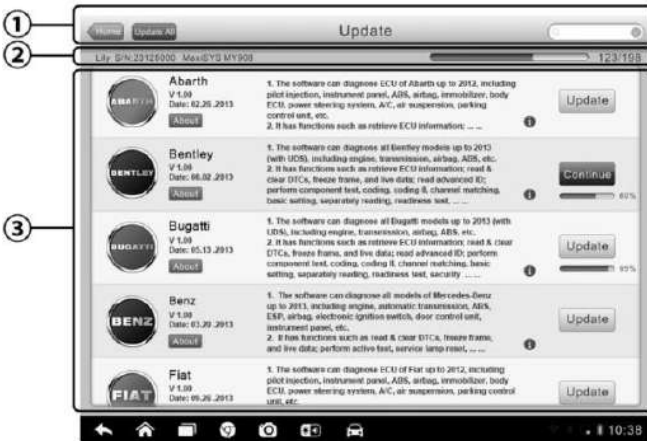 ①
Home
Update All
Update
②
Lily S/N:23126000 MaxiSYS MY908
123/198
③
ABARTH
Abarth
V 1.00
Date: 02.26 .2013
About
1. The software can diagnose ECU of Abarth up to 2012, including
pilot injection, instrument panel, ABS, airbag, immobilizer, body
ECU, power steering system, A/C, air suspension, parking
control unit, etc.
2. It has functions such as retrieve ECU information; ... ...
Update
BENTLEY
Bentley
V 1.00
Date: 06.02 .2013
About
1. The software can diagnose all Bentley models up to 2013
(with UDS), including engine, transmission, airbag, ABS, etc.
2. It has functions such as retrieve ECU information; read &
clear DTCs, freeze frame, and live data; read advanced ID;
perform component test, coding, coding II, channel matching,
basic setting, separately reading, readiness test, ... ...
Continue
60%
BUGATTI
Bugatti
V 1.00
Date: 05.13 .2013
About
1. The software can diagnose all Bugatti models up to 2013 (with
UDS), including engine, transmission, airbag, ABS, etc.
2. It has functions such as retrieve ECU information; read & clear
DTCs, freeze frame, and live data; read advanced ID; perform
component test, coding, coding II, channel matching, basic
setting, separately reading, readiness test, security ... ...
Update
BENZ
Benz
V 1.00
Date: 03.20 .2013
About
1. The software can diagnose all models of Mercedes-Benz
up to 2013, including engine, automatic transmission, ABS,
ESP, airbag, electronic ignition switch, door control unit,
instrument panel, etc.
2. It has functions such as read & clear DTCs, freeze frame,
and live data; perform active test, service lamp reset, ... ...
Update
FIAT
Fiat
V 1.00
Date: 05.26 .2013
1. The software can diagnose ECU of Fiat up to 2012, including
pilot injection, instrument panel, ABS, airbag, immobilizer, body
ECU, power steering system, A/C, air suspension, parking control
unit, etc.
Update
10:38